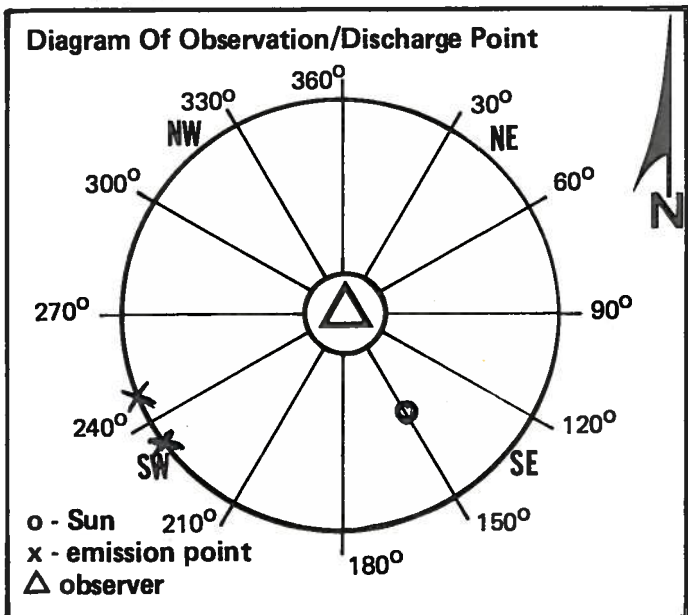 Diagram Of Observation/Discharge Point
360°
330°
30°
NW
NE
300°
60°
N
270°
90°
240°
120°
SW
SE
o - Sun
210°
150°
x - emission point
180°
△ observer